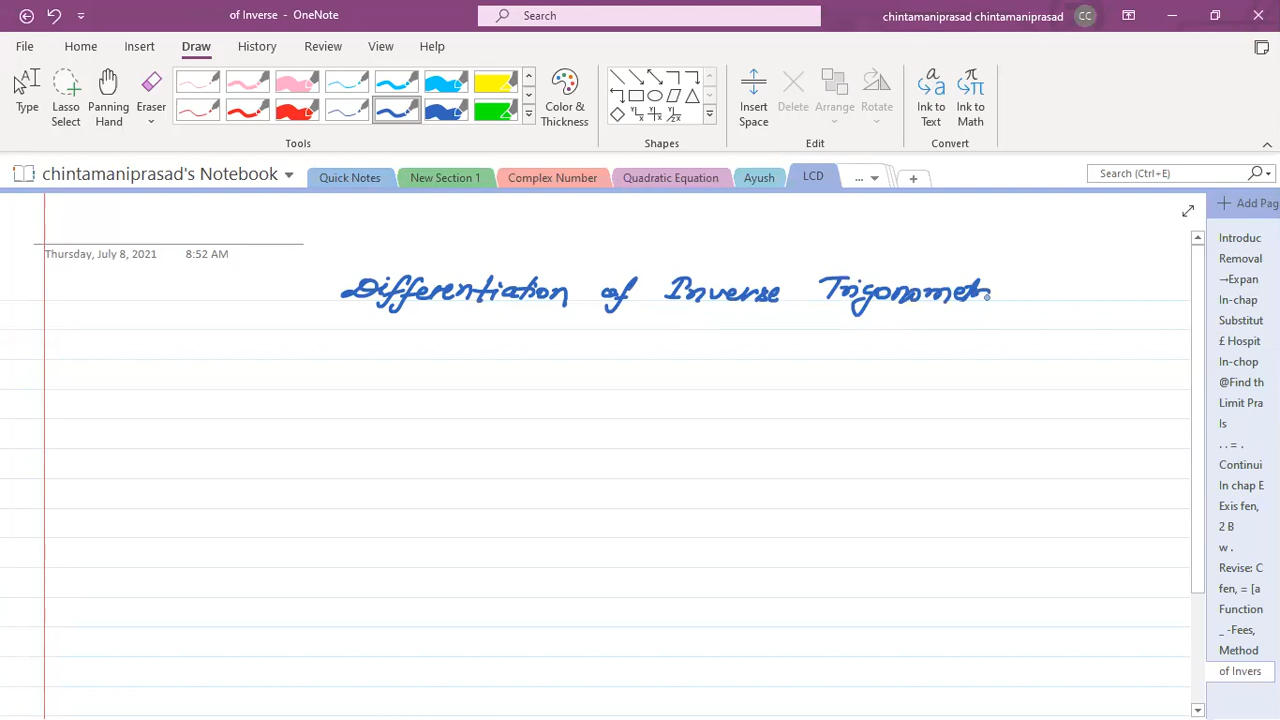 of Inverse - OneNote
Search
chintamaniprasad chintamaniprasad CC
File Home Insert Draw History Review View Help
Type
Lasso Select
Panning Hand
Eraser
Color & Thickness
Insert Space
Delete
Arrange
Rotate
Ink to Text
Ink to Math
Tools
Shapes
Edit
Convert
chintamaniprasad's Notebook
Quick Notes
New Section 1
Complex Number
Quadratic Equation
Ayush
LCD
...
Search (Ctrl+E)
Add Pag
Thursday, July 8, 2021 8:52 AM
Differentiation of Inverse Trigonometr
Introduc
Removal
→Expan
In-chap
Substitut
£ Hospit
In-chop
@Find th
Limit Pra
Is
. . = .
Continui
In chap E
Exis fen,
2 B
w .
Revise: C
fen, = [a
Function
_ -Fees,
Method
of Invers